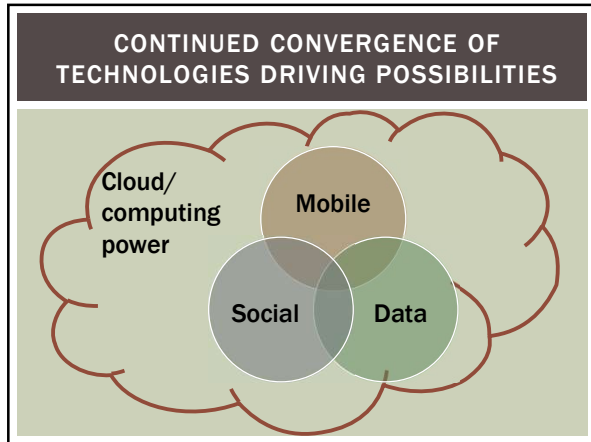 CONTINUED CONVERGENCE OF
TECHNOLOGIES DRIVING POSSIBILITIES
Cloud/
computing
power
Mobile
Social
Data